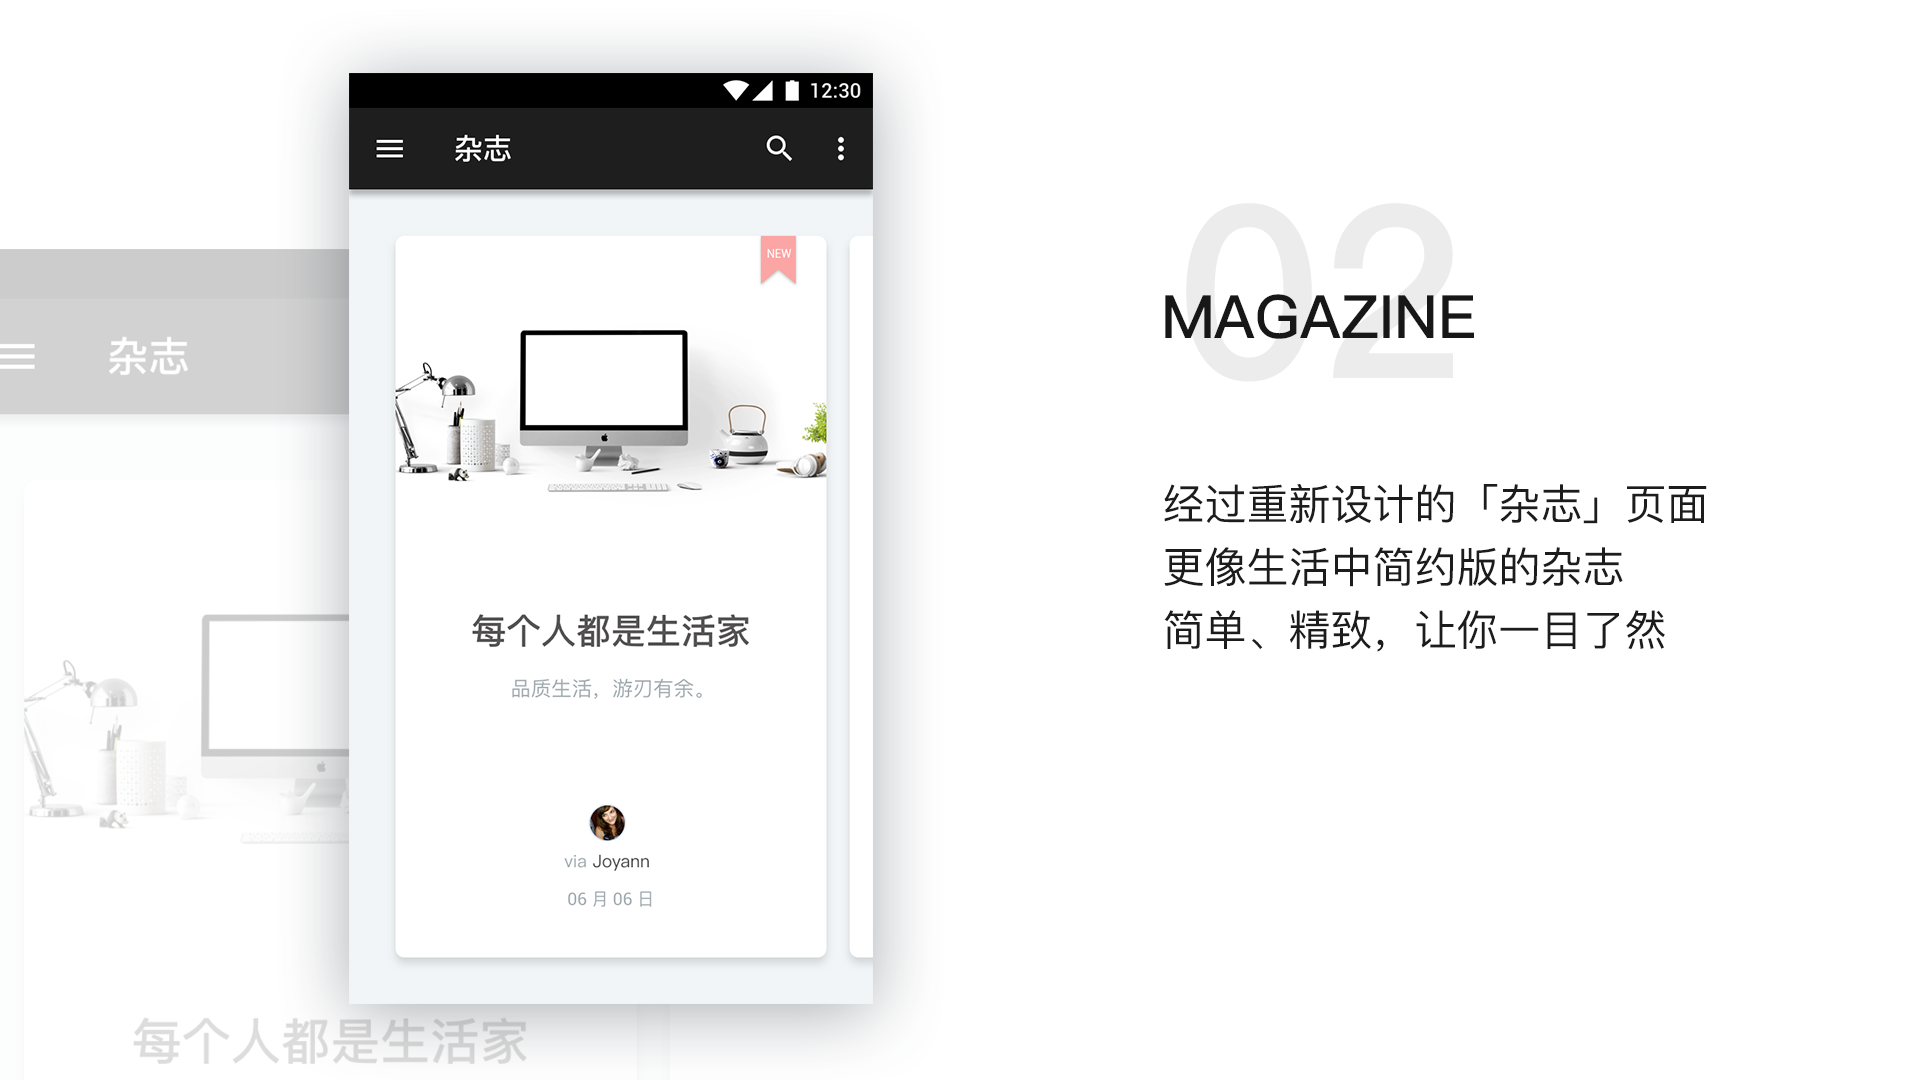 12:30
杂志
NEW
每个人都是生活家
品质生活，游刃有余。
via Joyann
06 月 06 日
杂志
每个人都是生活家
02
MAGAZINE
经过重新设计的「杂志」页面
更像生活中简约版的杂志
简单、精致，让你一目了然